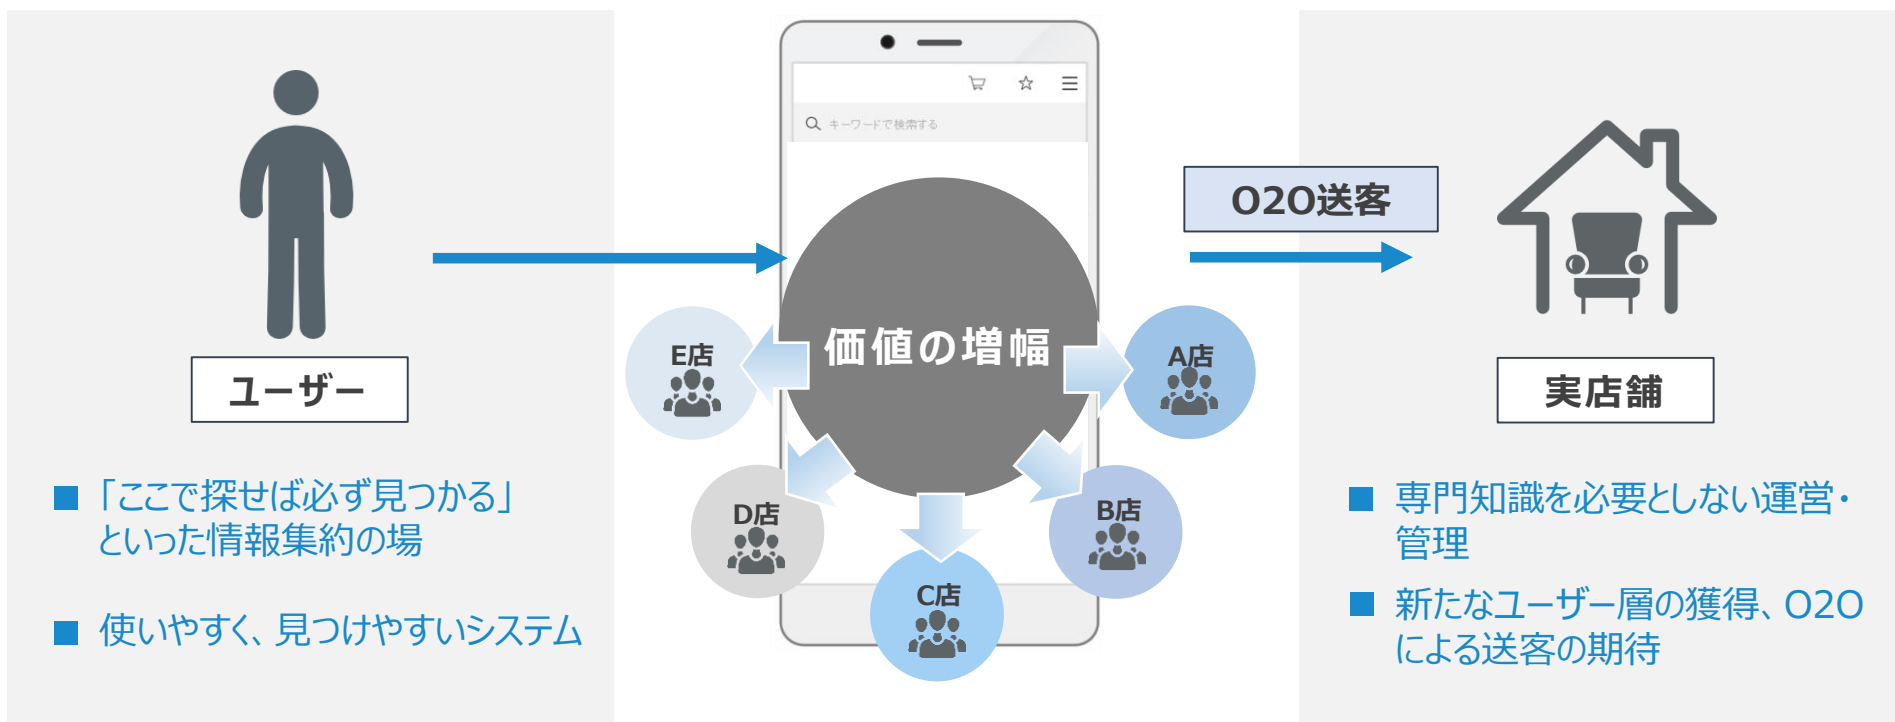 キーワードで検索する
O2O送客
価値の増幅
E店
A店
D店
B店
C店
ユーザー
「ここで探せば必ず見つかる」
といった情報集約の場
使いやすく、見つけやすいシステム
実店舗
専門知識を必要としない運営・
管理
新たなユーザー層の獲得、O2O
による送客の期待